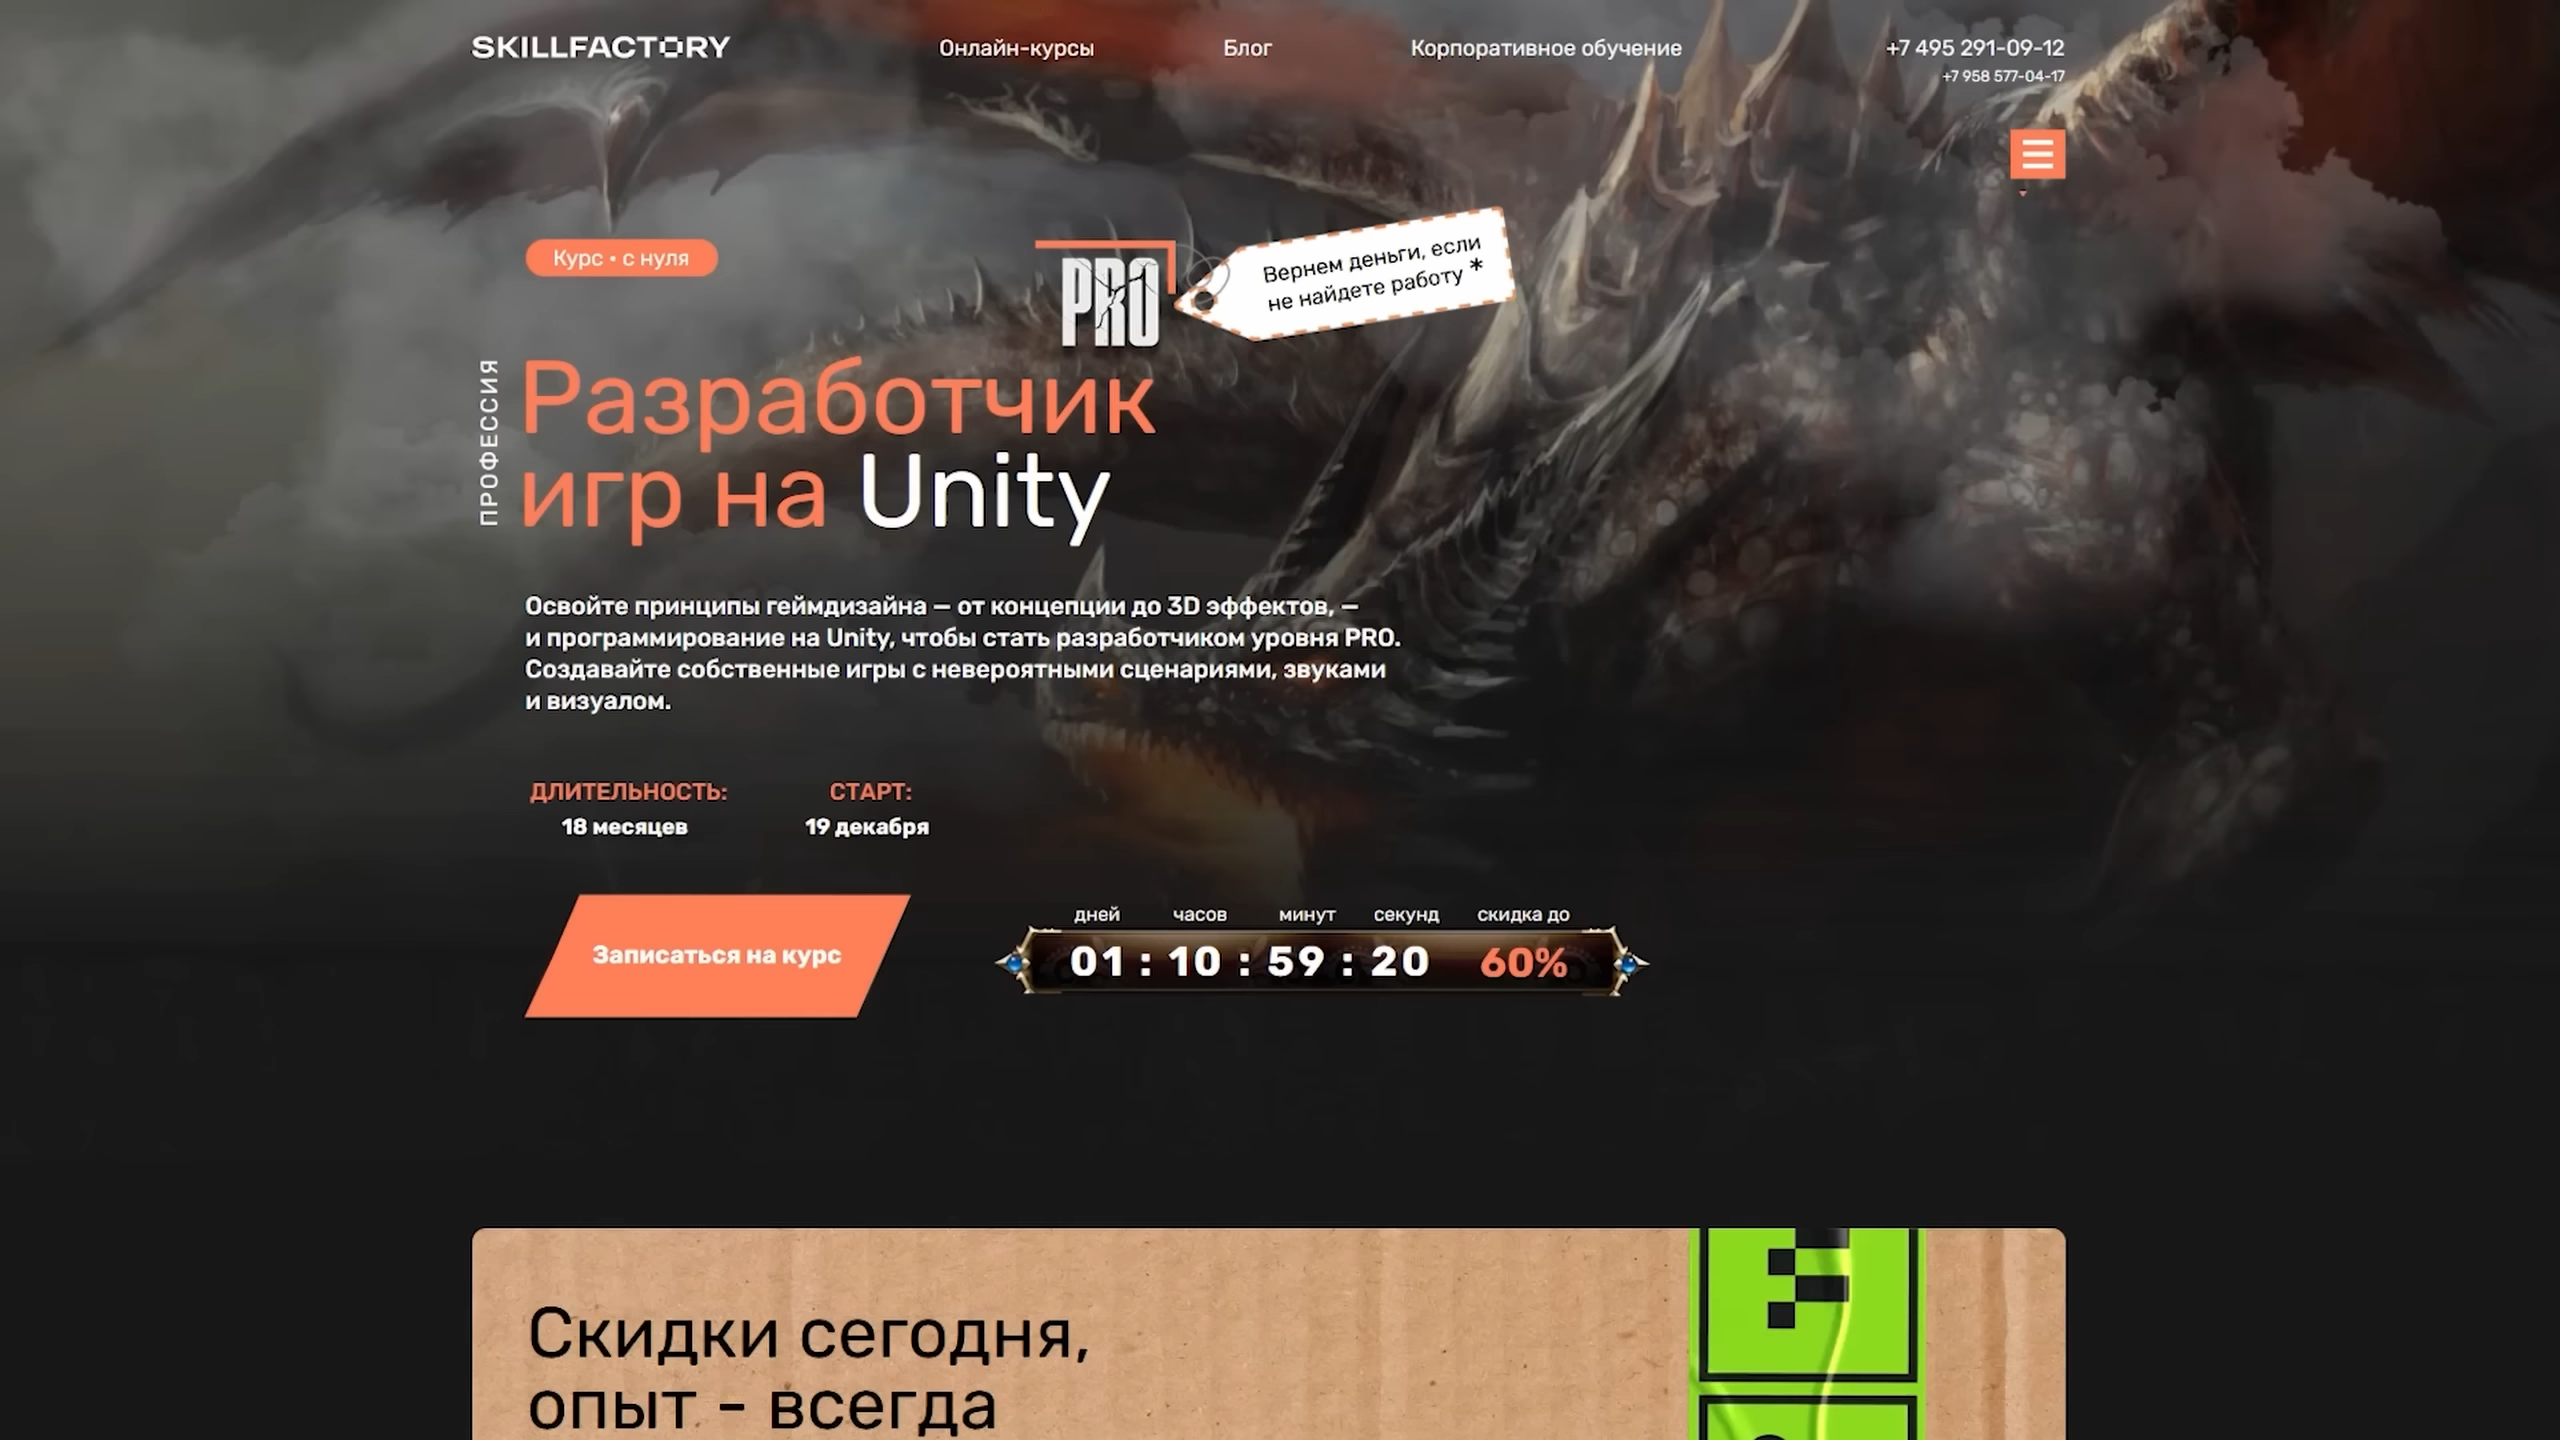 SKILLFACTORY
Онлайн-курсы
Блог
Корпоративное обучение
+7 495 291-09-12
+7 958 577-04-17
Курс • с нуля
PRO
Вернем деньги, если
не найдете работу *
ПРОФЕССИЯ
Разработчик
игр на Unity
Освойте принципы геймдизайна — от концепции до 3D эффектов, —
и программирование на Unity, чтобы стать разработчиком уровня PRO.
Создавайте собственные игры с невероятными сценариями, звуками
и визуалом.
ДЛИТЕЛЬНОСТЬ:
18 месяцев
СТАРТ:
19 декабря
Записаться на курс
дней часов минут секунд скидка до
01 : 10 : 59 : 20 60%
Скидки сегодня,
опыт - всегда